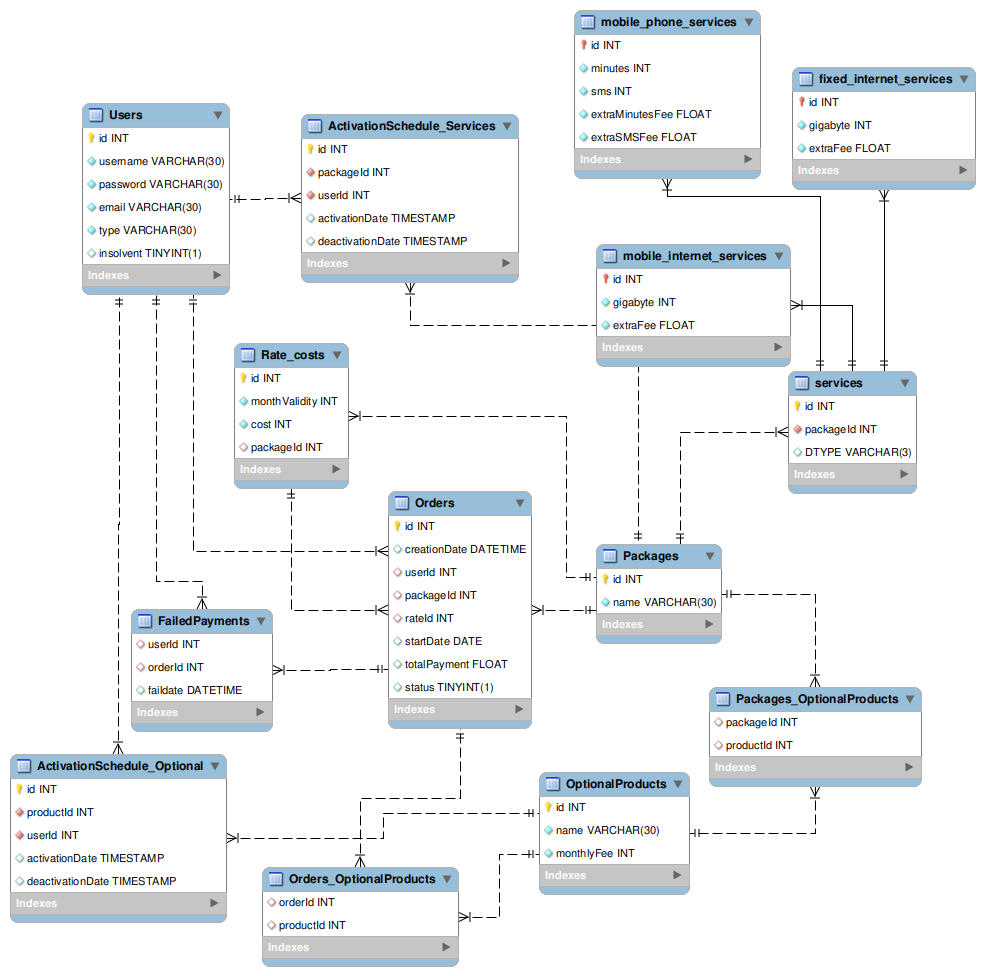 mobile_phone_services
id INT
minutes INT
sms INT
extraMinutesFee FLOAT
extraSMSFee FLOAT
Indexes
fixed_internet_services
id INT
gigabyte INT
extraFee FLOAT
Indexes
Users
id INT
username VARCHAR(30)
password VARCHAR(30)
email VARCHAR(30)
type VARCHAR(30)
insolvent TINYINT(1)
Indexes
ActivationSchedule_Services
id INT
packageId INT
userId INT
activationDate TIMESTAMP
deactivationDate TIMESTAMP
Indexes
mobile_internet_services
id INT
gigabyte INT
extraFee FLOAT
Indexes
Rate_costs
id INT
monthValidity INT
cost INT
packageId INT
Indexes
services
id INT
packageId INT
DTYPE VARCHAR(3)
Indexes
Orders
id INT
creationDate DATETIME
userId INT
packageId INT
rateId INT
startDate DATE
totalPayment FLOAT
status TINYINT(1)
Indexes
Packages
id INT
name VARCHAR(30)
Indexes
FailedPayments
userId INT
orderId INT
faildate DATETIME
Indexes
Packages_OptionalProducts
packageId INT
productId INT
Indexes
ActivationSchedule_Optional
id INT
productId INT
userId INT
activationDate TIMESTAMP
deactivationDate TIMESTAMP
Indexes
OptionalProducts
id INT
name VARCHAR(30)
monthlyFee INT
Indexes
Orders_OptionalProducts
orderId INT
productId INT
Indexes